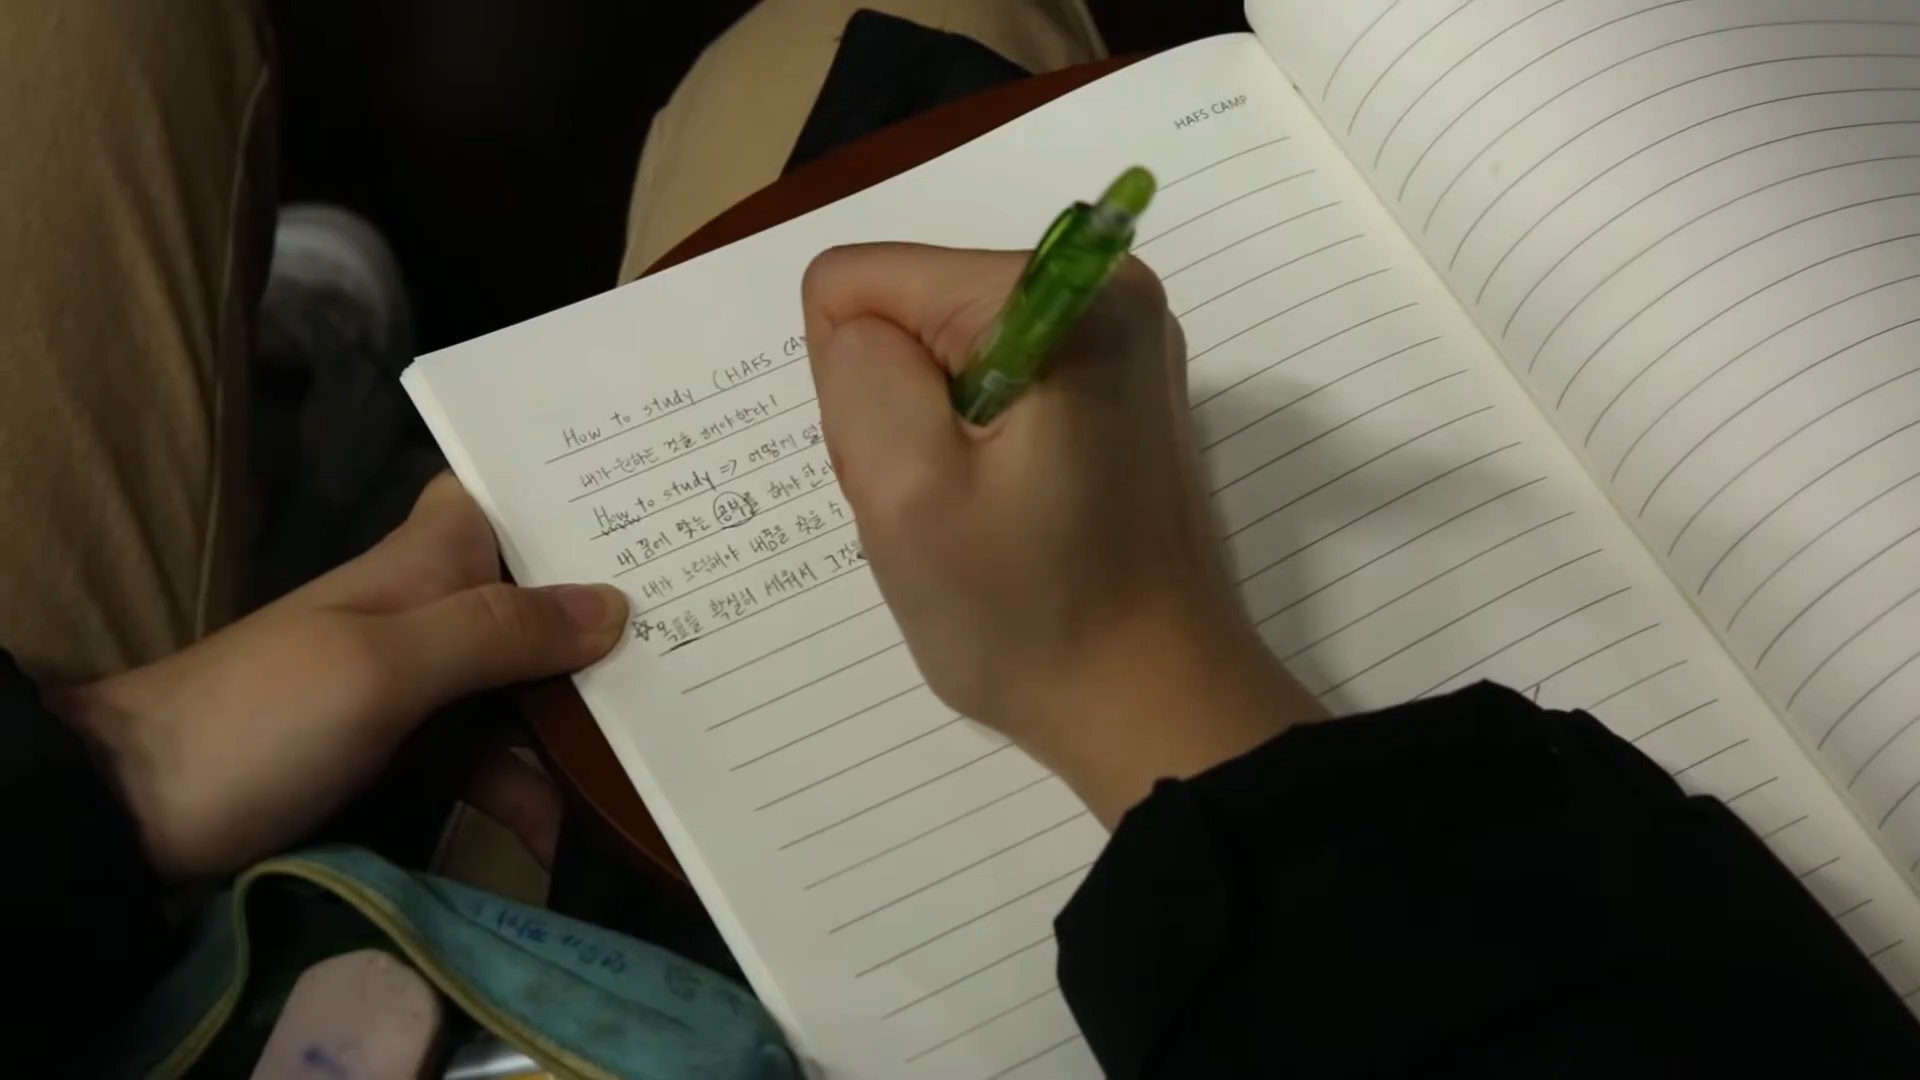 HAFS CAMP
How to study (HAFS CA
내가 원하는 것을 해야한다!
How to study => 어떻게
내 꿈에 맞는 공부를 해야한다
내가 노력해야 내꿈을 찾을 수
☆목표를 확실히 세워서 그것을